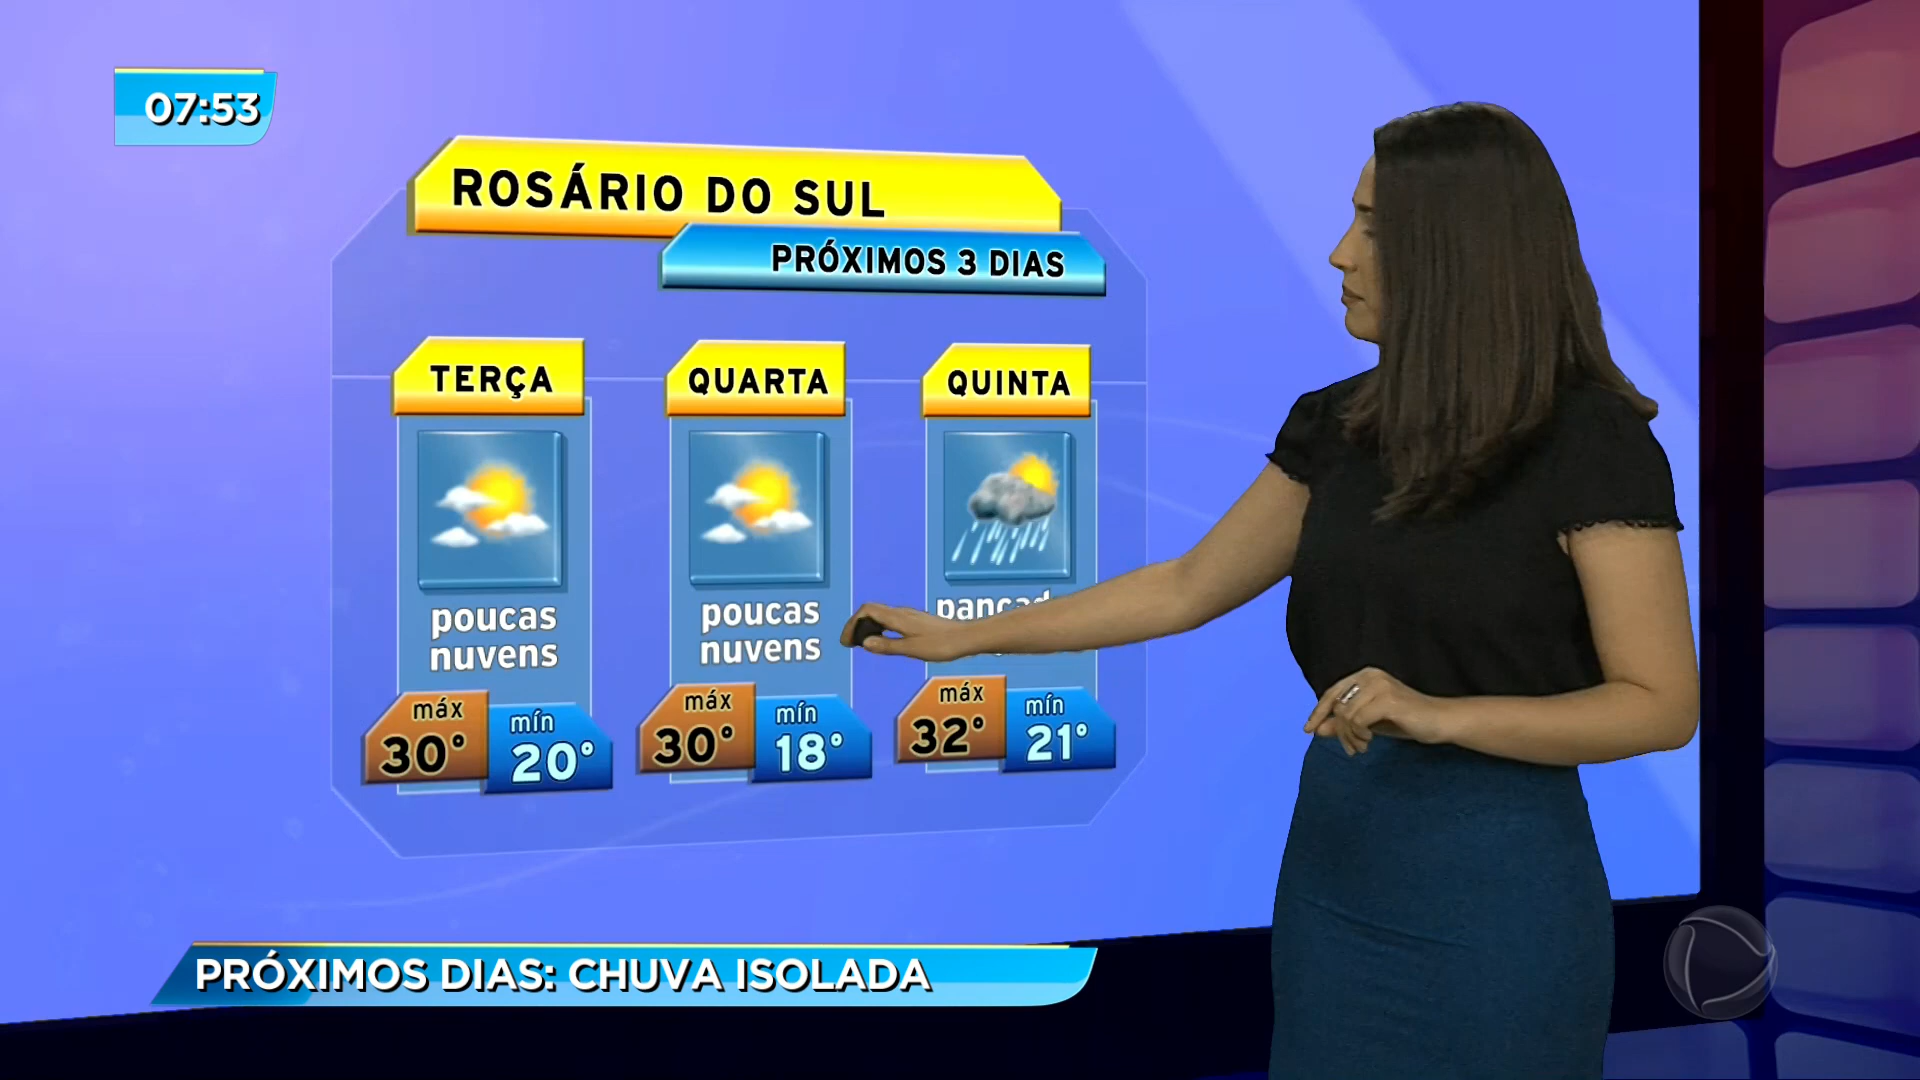 07:53
ROSÁRIO DO SUL
PRÓXIMOS 3 DIAS
TERÇA
poucas
nuvens
máx
30°
mín
20°
QUARTA
poucas
nuvens
máx
30°
mín
18°
QUINTA
máx
32°
mín
21°
PRÓXIMOS DIAS: CHUVA ISOLADA